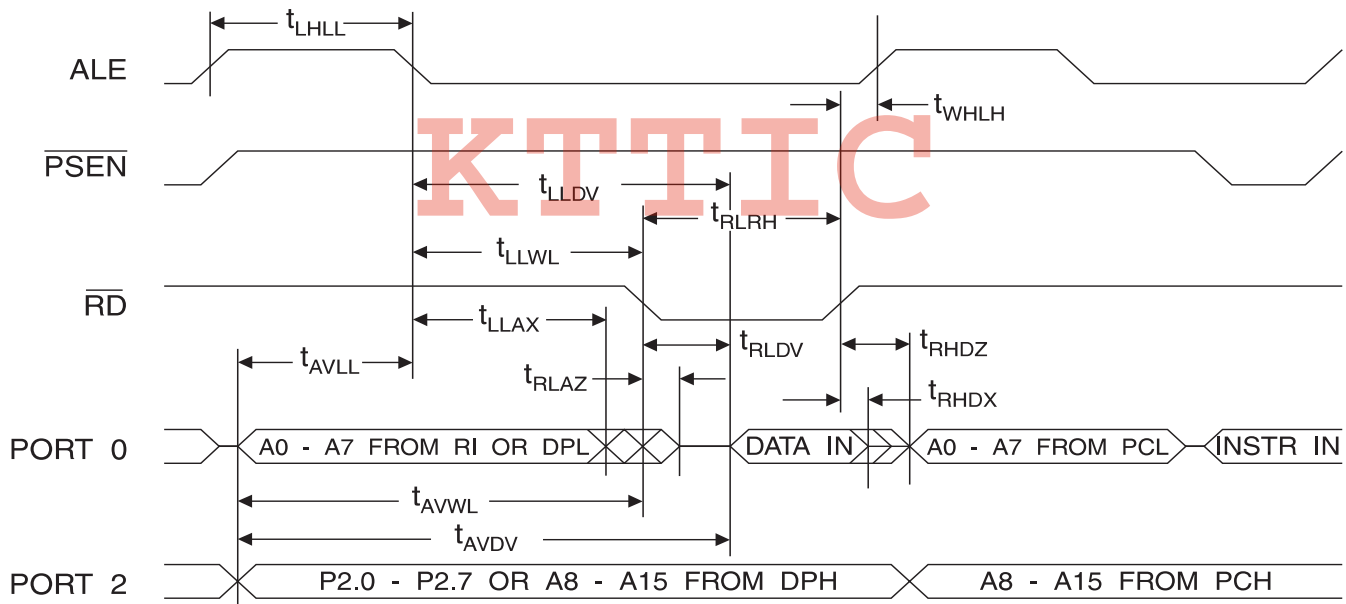 tLHLL
ALE
tWHLH
KTTIC
PSEN
tLLDV
tRLRH
tLLWL
RD
tLLAX
tRLDV
tRHDZ
tAVLL
tRLAZ
tRHDX
PORT 0
A0 - A7 FROM RI OR DPL
DATA IN
A0 - A7 FROM PCL
INSTR IN
tAVWL
tAVDV
PORT 2
P2.0 - P2.7 OR A8 - A15 FROM DPH
A8 - A15 FROM PCH